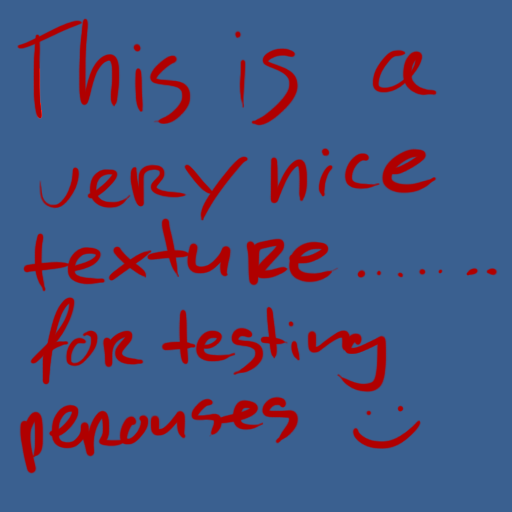 This is a
very nice
texture........
for testing
perouses :)